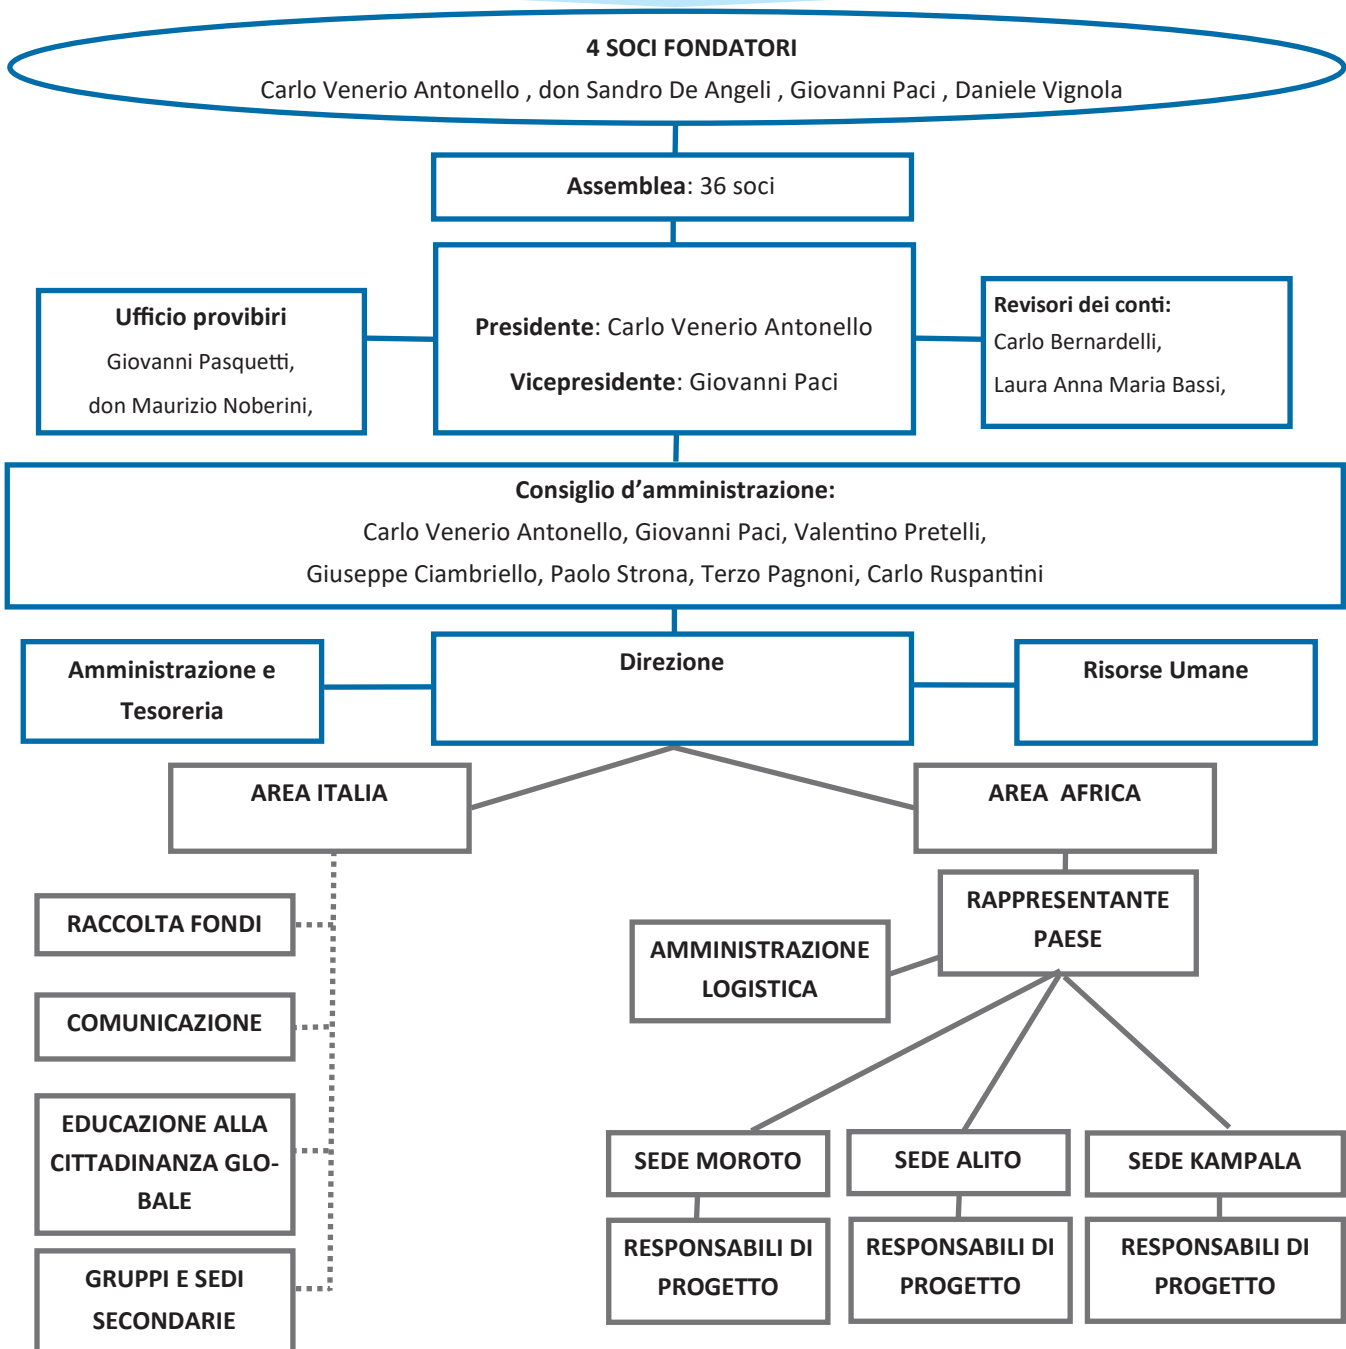 4 SOCI FONDATORI
Carlo Venerio Antonello , don Sandro De Angeli , Giovanni Paci , Daniele Vignola
Assemblea: 36 soci
Ufficio provibiri
Giovanni Pasquetti,
don Maurizio Noberini,
Presidente: Carlo Venerio Antonello
Vicepresidente: Giovanni Paci
Revisori dei conti:
Carlo Bernardelli,
Laura Anna Maria Bassi,
Consiglio d’amministrazione:
Carlo Venerio Antonello, Giovanni Paci, Valentino Pretelli,
Giuseppe Ciambriello, Paolo Strona, Terzo Pagnoni, Carlo Ruspantini
Amministrazione e
Tesoreria
Direzione
Risorse Umane
AREA ITALIA
AREA AFRICA
RACCOLTA FONDI
COMUNICAZIONE
EDUCAZIONE ALLA
CITTADINANZA GLO-
BALE
GRUPPI E SEDI
SECONDARIE
RAPPRESENTANTE
PAESE
AMMINISTRAZIONE
LOGISTICA
SEDE MOROTO
SEDE ALITO
SEDE KAMPALA
RESPONSABILI DI
PROGETTO
RESPONSABILI DI
PROGETTO
RESPONSABILI DI
PROGETTO